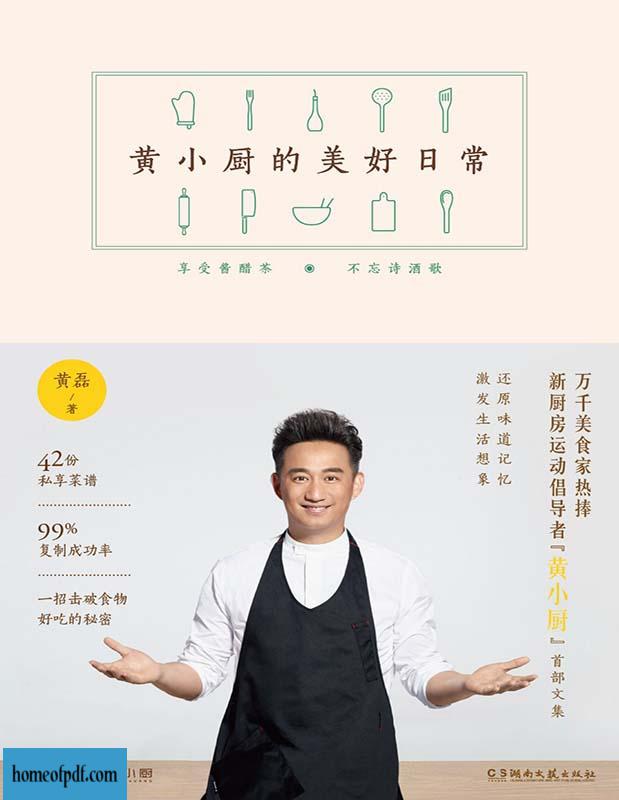 黄小厨的美好日常
享受酱醋茶 ◉ 不忘诗酒歌
黄磊
/
著
42份
私享菜谱
99%
复制成功率
一招击破食物
好吃的秘密
万千美食家热捧
新厨房运动倡导者『黄小厨』首部文集
还原味道记忆
激发生活想象
小厨
homeofpdf.com
CS湖南文艺出版社